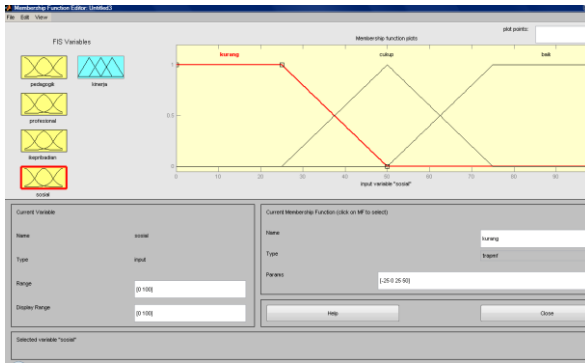 Membership Function Editor: Untitled3
File Edit View
FIS Variables
pedagogik
kinerja
profesional
kepribadian
sosial
plot points:
Membership function plots
kurang
cukup
baik
1
0.5
0
0 10 20 30 40 50 60 70 80 90
input variable "sosial"
Current Variable
Name sosial
Type input
Range [0 100]
Display Range [0 100]
Current Membership Function (click on MF to select)
Name kurang
Type trapmf
Params [-25 0 25 50]
Help Close
Selected variable "sosial"